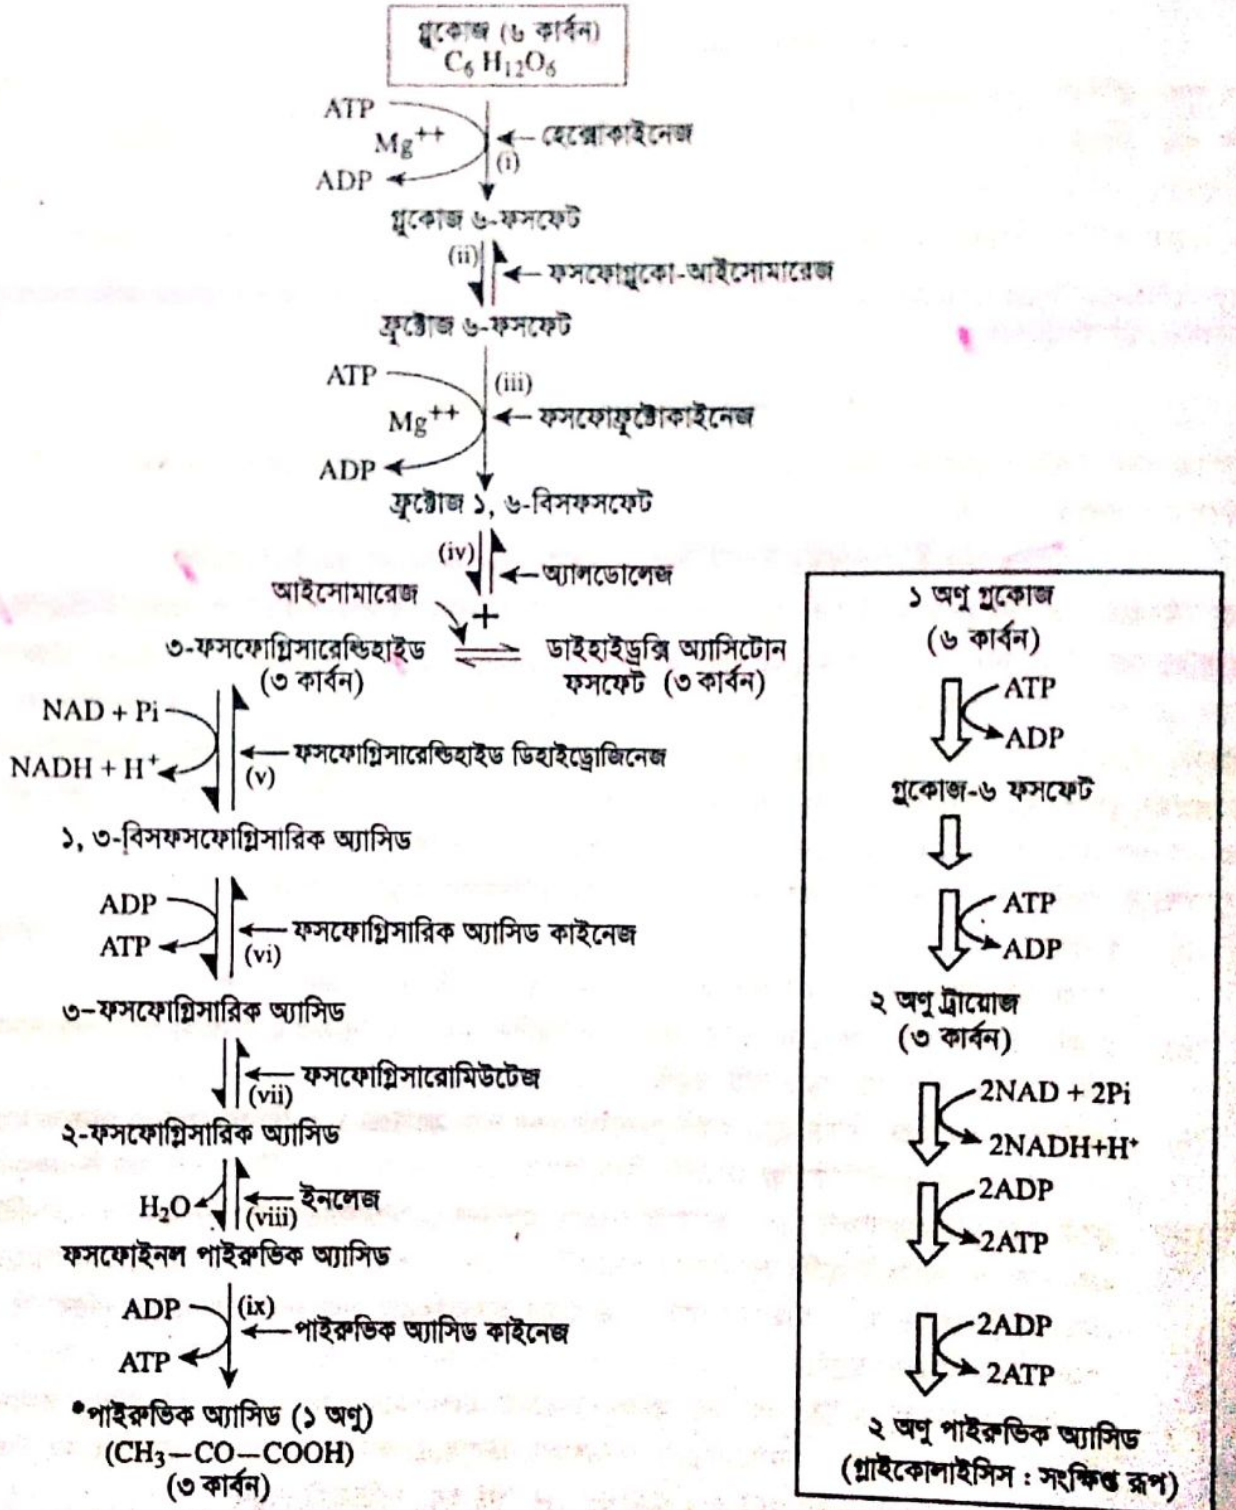 গ্লুকোজ (৬ কার্বন)
C₆ H₁₂O₆
ATP
Mg⁺⁺
হেক্সোকাইনেজ
(i)
ADP
গ্লুকোজ ৬-ফসফেট
(ii)
ফসফোগ্লুকো-আইসোমারেজ
ফ্রুক্টোজ ৬-ফসফেট
ATP
(iii)
Mg⁺⁺
ফসফোফ্রুক্টোকাইনেজ
ADP
ফ্রুক্টোজ ১, ৬-বিসফসফেট
(iv)
অ্যালডোলেজ
আইসোমারেজ
+
৩-ফসফোগ্লিসারেল্ডিহাইড
(৩ কার্বন)
ডাইহাইড্রক্সি অ্যাসিটোন
ফসফেট (৩ কার্বন)
NAD + Pi
NADH + H⁺
ফসফোগ্লিসারেল্ডিহাইড ডিহাইড্রোজিনেজ
(v)
১, ৩-বিসফসফোগ্লিসারিক অ্যাসিড
ADP
ATP
ফসফোগ্লিসারিক অ্যাসিড কাইনেজ
(vi)
৩-ফসফোগ্লিসারিক অ্যাসিড
ফসফোগ্লিসারোমিউটেজ
(vii)
২-ফসফোগ্লিসারিক অ্যাসিড
H₂O
ইনলেজ
(viii)
ফসফোইনল পাইরুভিক অ্যাসিড
ADP
(ix)
পাইরুভিক অ্যাসিড কাইনেজ
ATP
•পাইরুভিক অ্যাসিড (১ অণু)
(CH₃–CO–COOH)
(৩ কার্বন)
১ অণু গ্লুকোজ
(৬ কার্বন)
ATP
ADP
গ্লুকোজ-৬ ফসফেট
ATP
ADP
২ অণু ট্রায়োজ
(৩ কার্বন)
2NAD + 2Pi
2NADH+H⁺
2ADP
2ATP
2ADP
2ATP
২ অণু পাইরুভিক অ্যাসিড
(গ্লাইকোলাইসিস : সংক্ষিপ্ত রূপ)